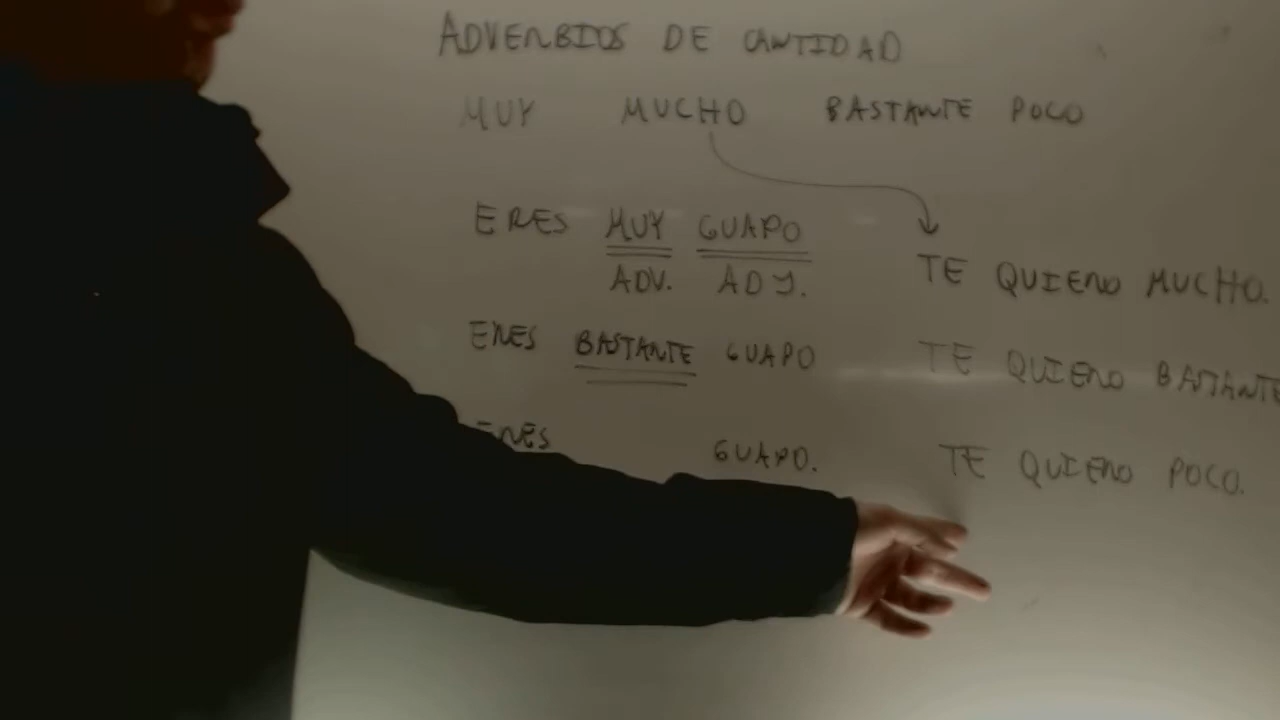 ADVERBIOS DE CANTIDAD
MUY MUCHO BASTANTE POCO
ERES MUY GUAPO
ADV. ADJ.
TE QUIERO MUCHO.
ERES BASTANTE GUAPO
TE QUIERO BASTANTE
ERES GUAPO.
TE QUIERO POCO.